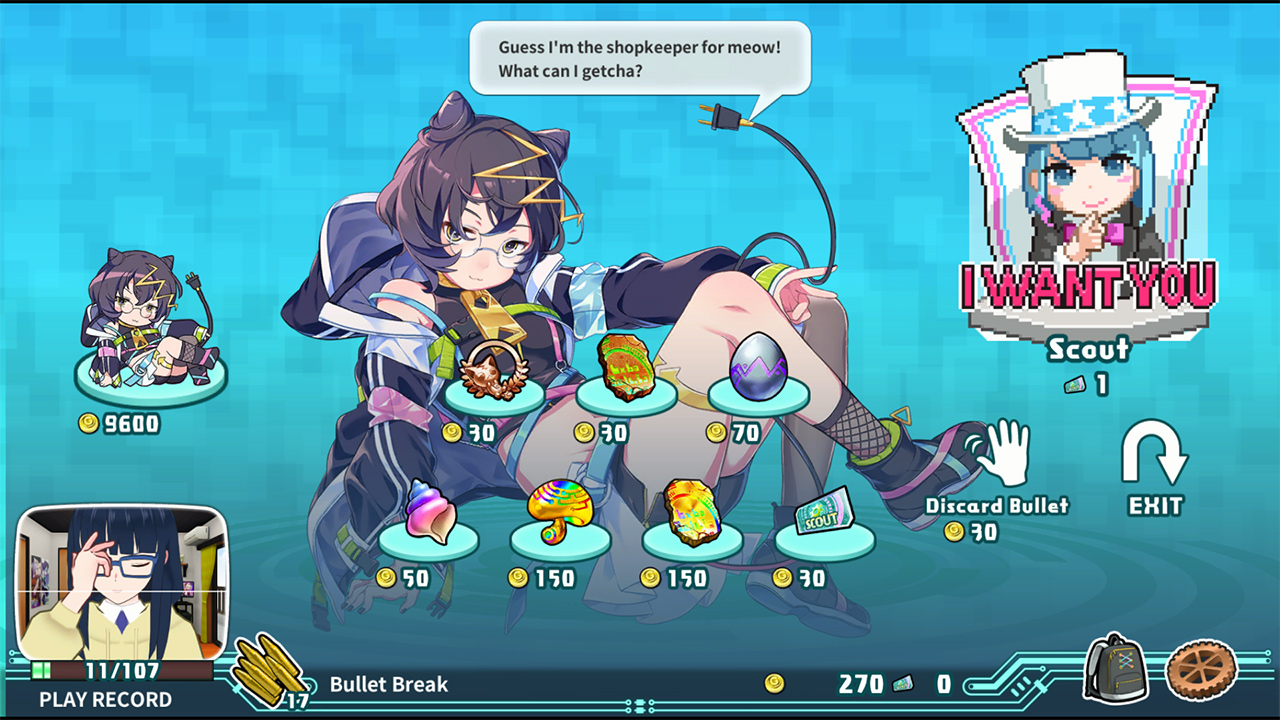 Guess I'm the shopkeeper for meow!
What can I getcha?
I WANT YOU
Scout
1
9600
30
30
70
Discard Bullet
30
EXIT
SCOUT
50
150
150
30
11/107
PLAY RECORD
17
Bullet Break
270
0